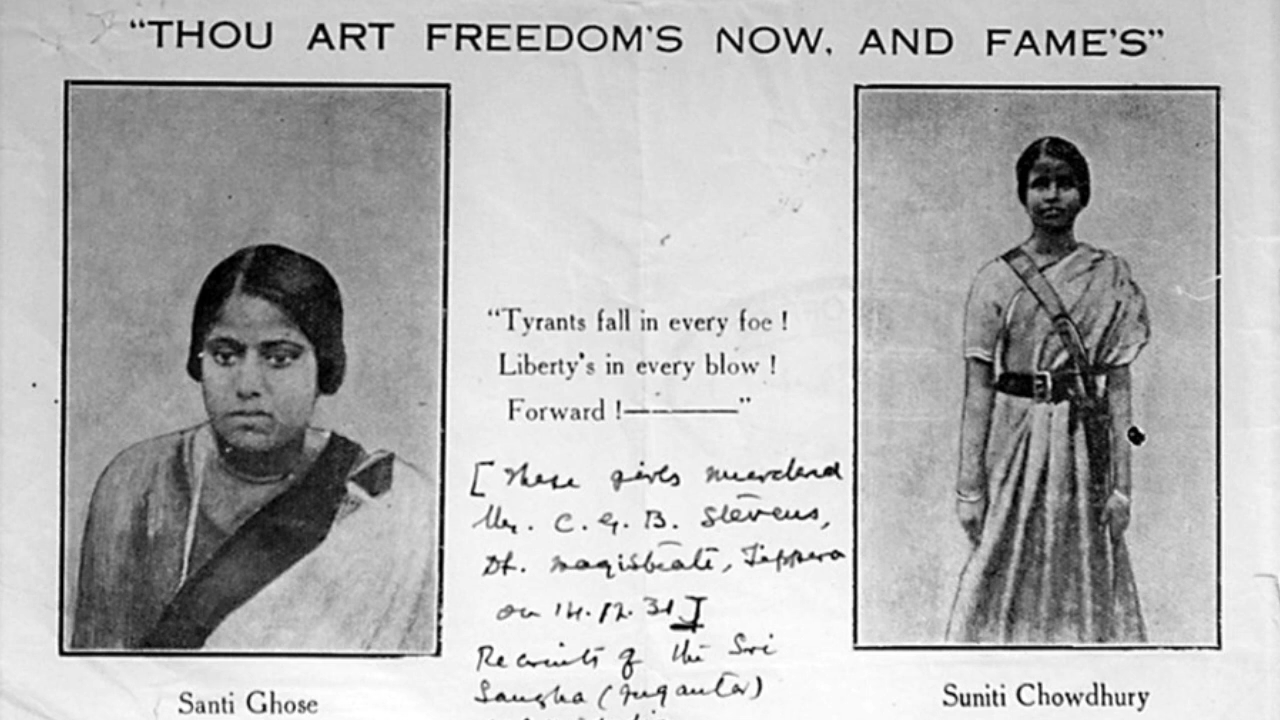 "THOU ART FREEDOM'S NOW, AND FAME'S"
"Tyrants fall in every foe !
Liberty's in every blow !
Forward !————"
[ These girls murdered
Mr. C. G. B. Stevens,
Dt. Magistrate, Tippera
on 14.12.31]
Recruits of the Sri
Sangha (Jugantar)
Santi Ghose
Suniti Chowdhury